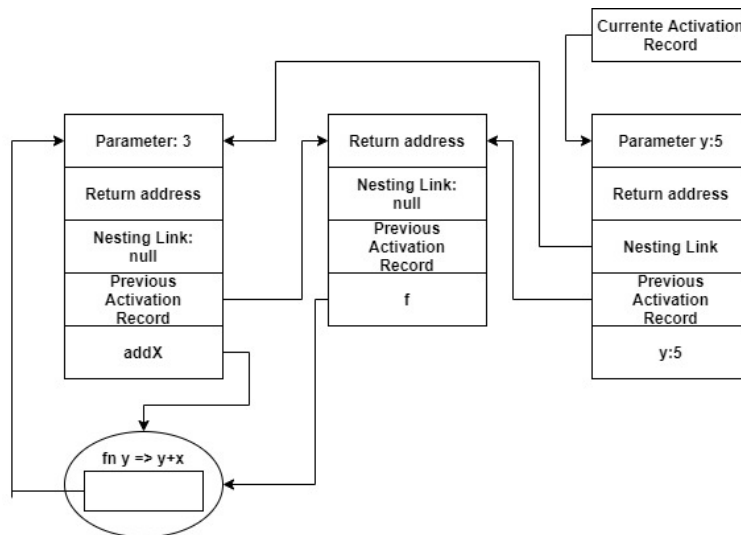 Currente Activation
Record
Parameter: 3
Return address
Nesting Link:
null
Previous
Activation
Record
addX
Return address
Nesting Link:
null
Previous
Activation
Record
f
Parameter y:5
Return address
Nesting Link
Previous
Activation
Record
y:5
fn y => y+x